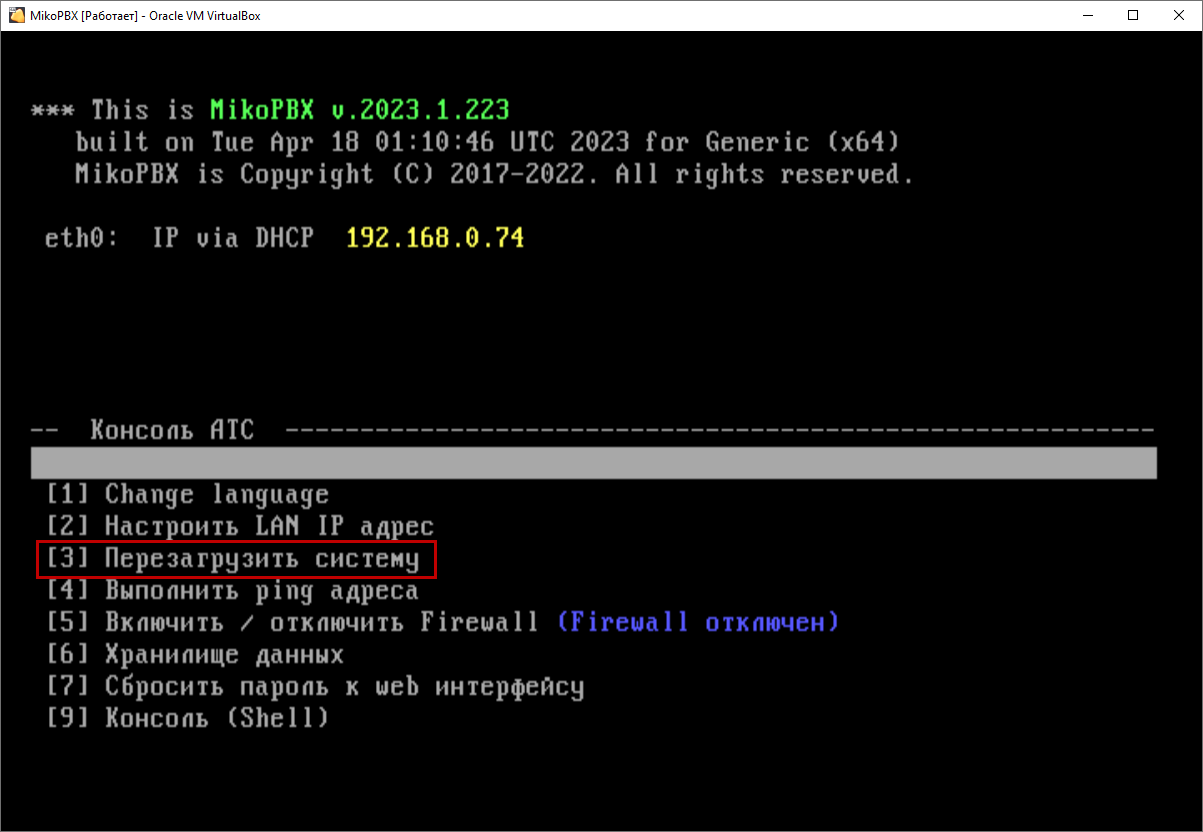 MikoPBX [Работает] - Oracle VM VirtualBox
*** This is MikoPBX v.2023.1.223
built on Tue Apr 18 01:10:46 UTC 2023 for Generic (x64)
MikoPBX is Copyright (C) 2017-2022. All rights reserved.
eth0: IP via DHCP 192.168.0.74
-- Консоль АТС ----------------------------------------------------------
[1] Change language
[2] Настроить LAN IP адрес
[3] Перезагрузить систему
[4] Выполнить ping адреса
[5] Включить / отключить Firewall (Firewall отключен)
[6] Хранилище данных
[7] Сбросить пароль к web интерфейсу
[9] Консоль (Shell)